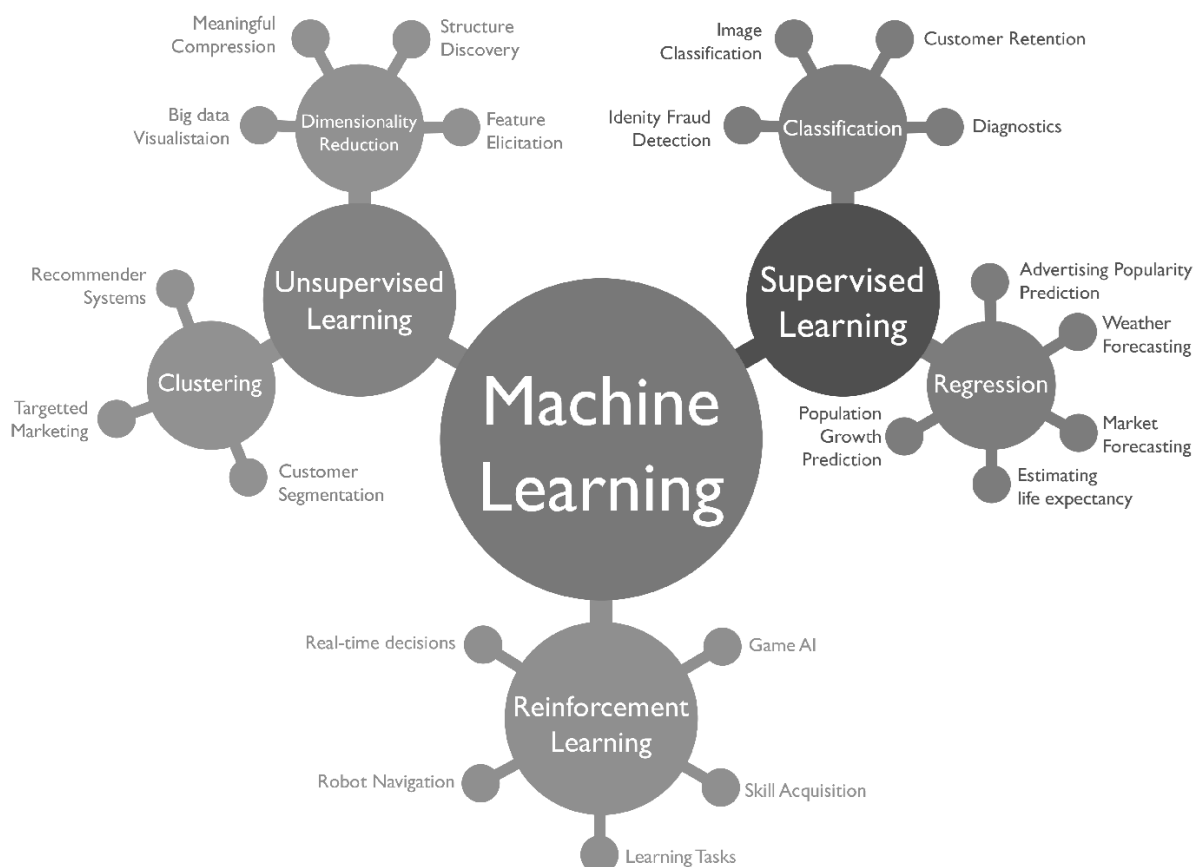 Meaningful
Compression
Structure
Discovery
Big data
Visualistaion
Dimensionality
Reduction
Feature
Elicitation
Image
Classification
Customer Retention
Idenity Fraud
Detection
Classification
Diagnostics
Unsupervised
Learning
Supervised
Learning
Recommender
Systems
Clustering
Targetted
Marketing
Customer
Segmentation
Machine
Learning
Advertising Popularity
Prediction
Weather
Forecasting
Regression
Population
Growth
Prediction
Market
Forecasting
Estimating
life expectancy
Real-time decisions
Game AI
Reinforcement
Learning
Robot Navigation
Skill Acquisition
Learning Tasks